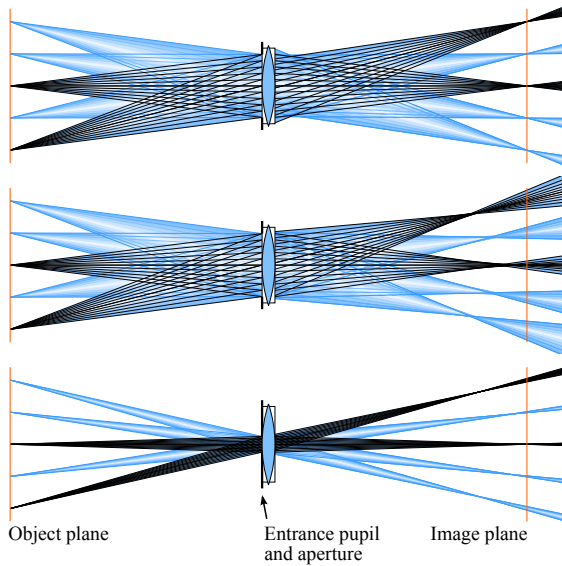 Object plane
Entrance pupil
and aperture
Image plane